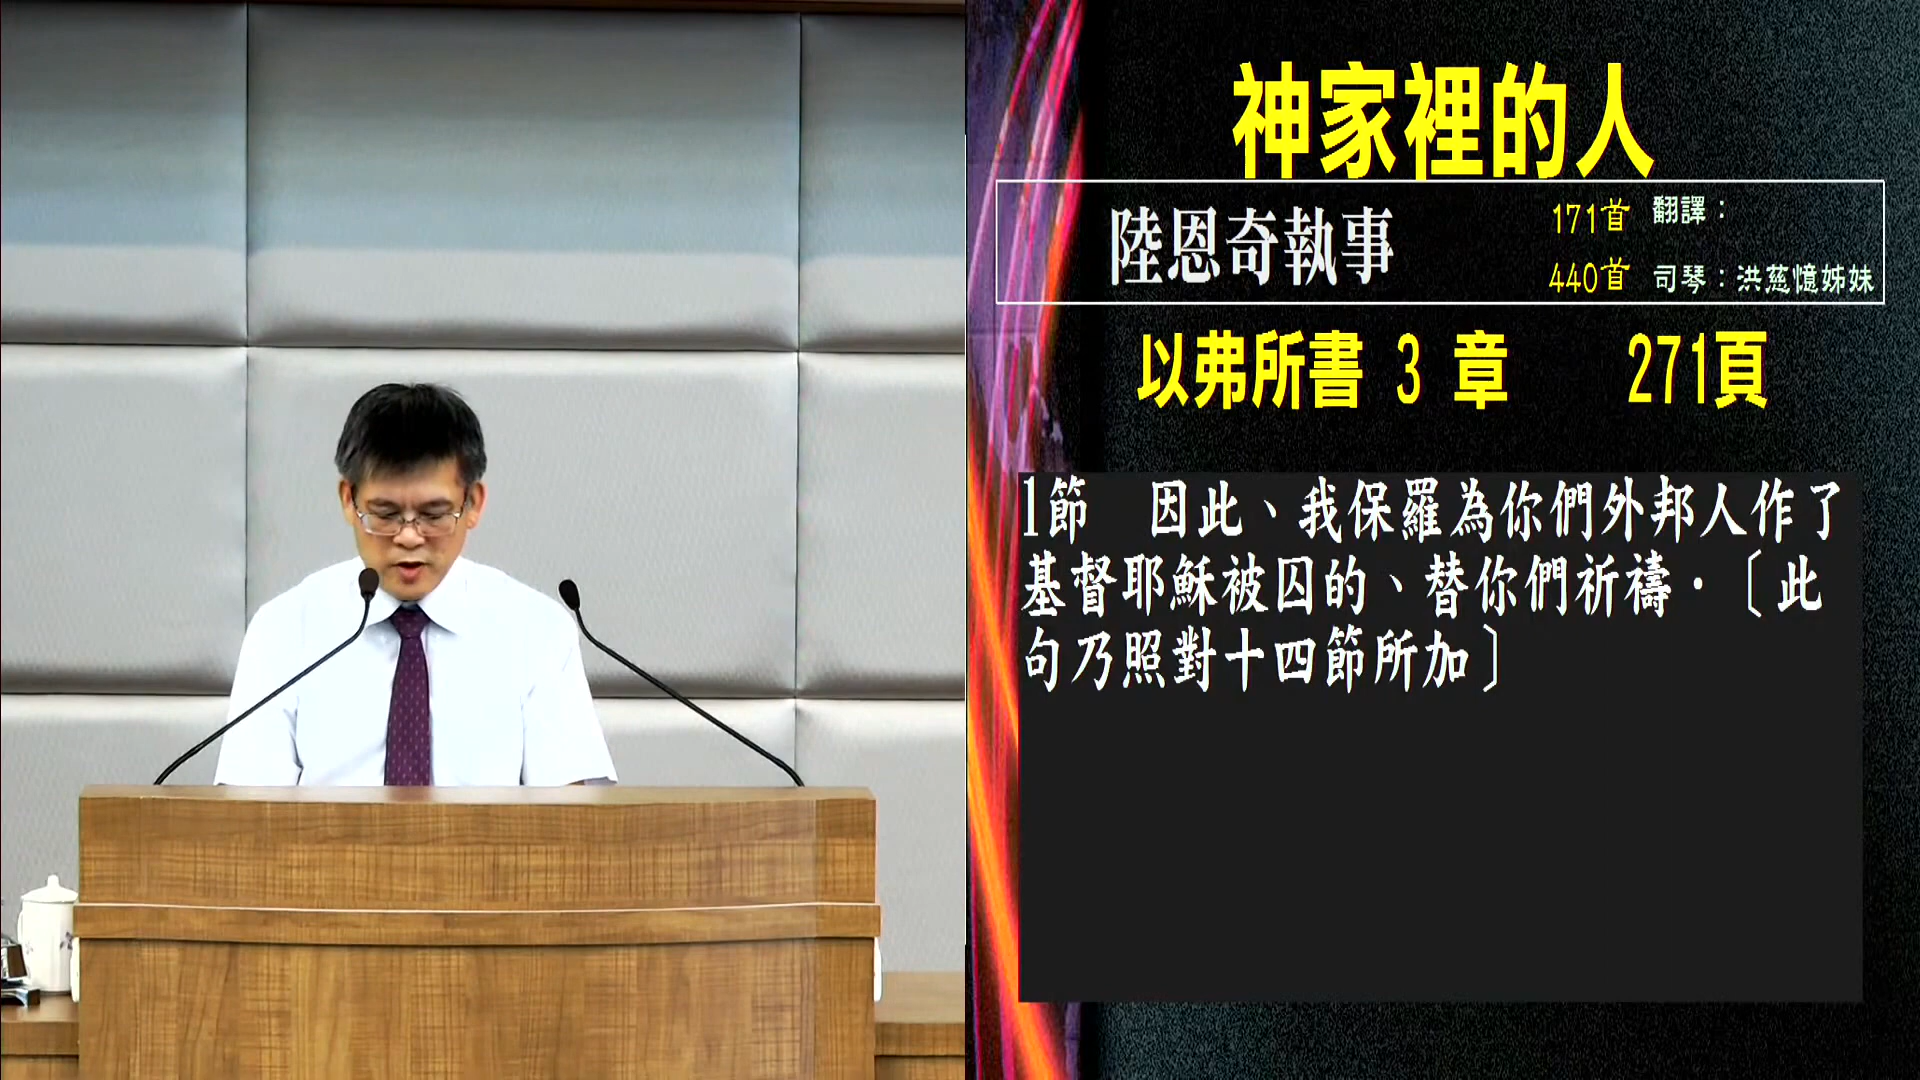 神家裡的人
陸恩奇執事
171首 翻譯：
440首 司琴：洪慈憶姊妹
以弗所書 3 章 271頁
1節 因此、我保羅為你們外邦人作了
基督耶穌被囚的、替你們祈禱．〔此
句乃照對十四節所加〕